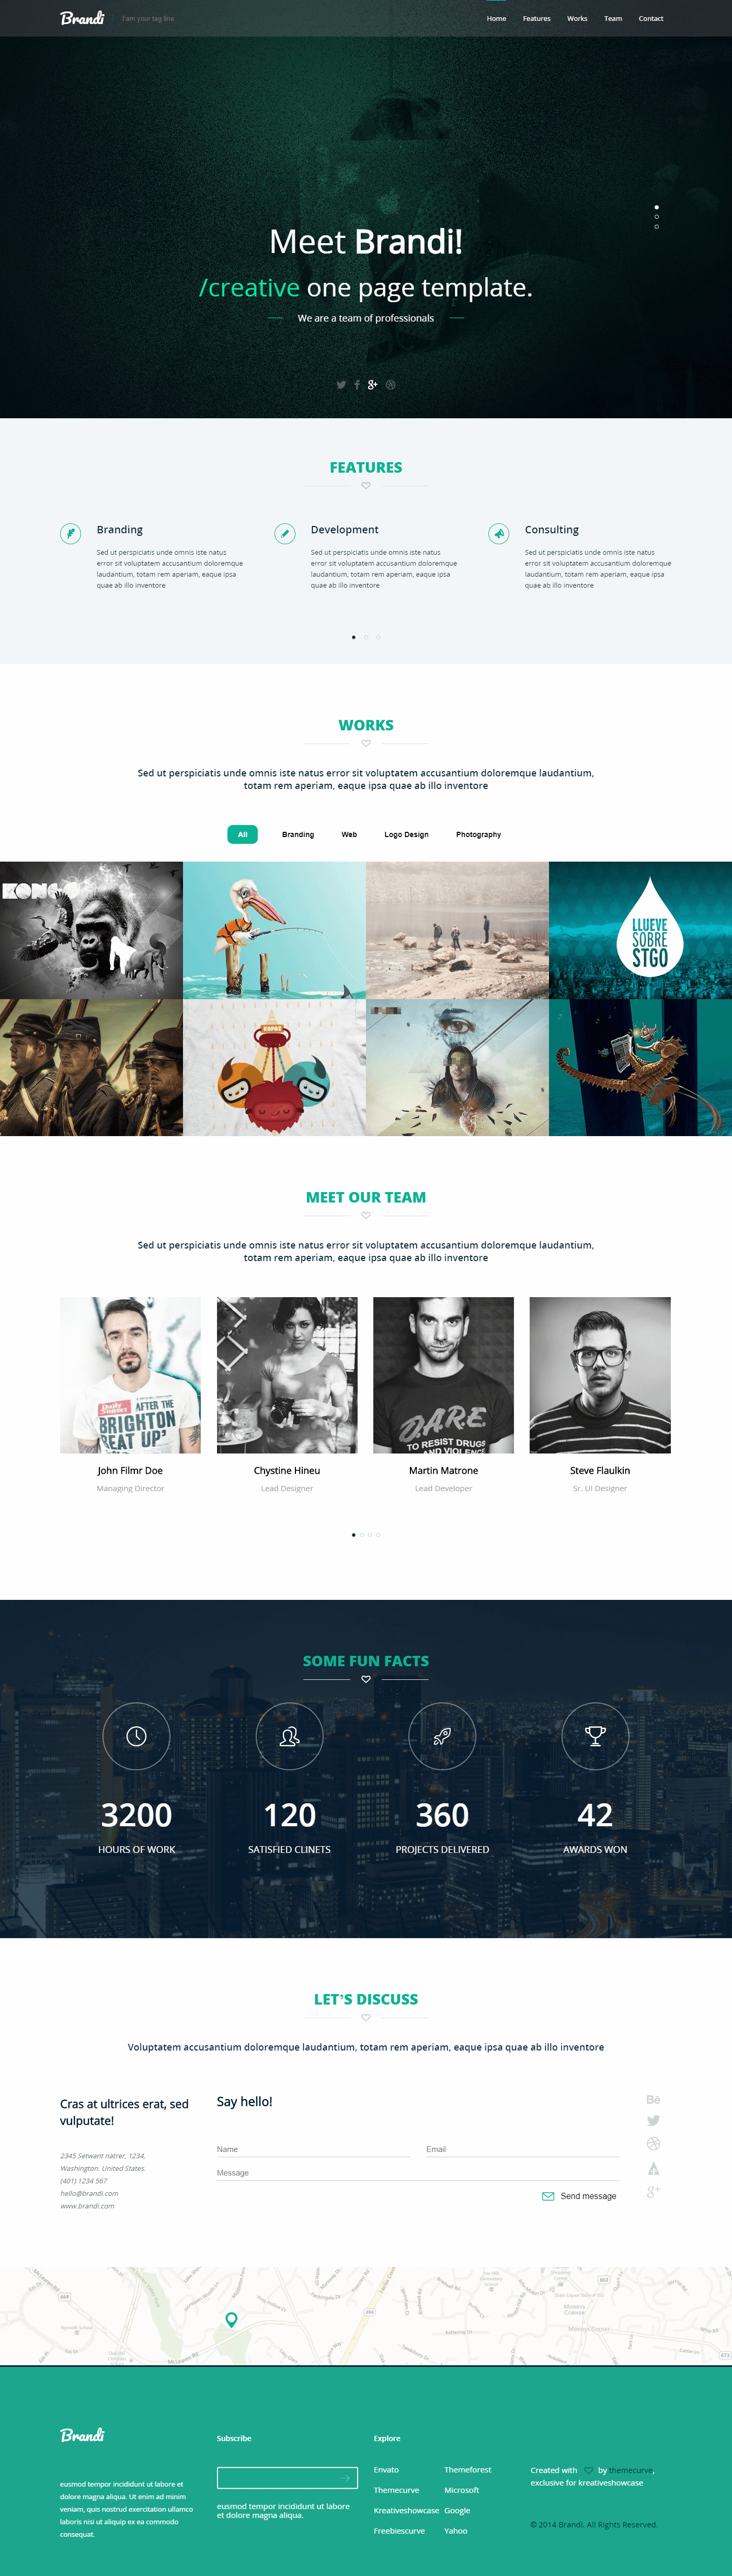 Brandi
I'am your tag line
Home Features Works Team Contact
Meet Brandi!
/creative one page template.
We are a team of professionals
FEATURES
Branding
Sed ut perspiciatis unde omnis iste natus
error sit voluptatem accusantium doloremque
laudantium, totam rem aperiam, eaque ipsa
quae ab illo inventore
Development
Sed ut perspiciatis unde omnis iste natus
error sit voluptatem accusantium doloremque
laudantium, totam rem aperiam, eaque ipsa
quae ab illo inventore
Consulting
Sed ut perspiciatis unde omnis iste natus
error sit voluptatem accusantium doloremque
laudantium, totam rem aperiam, eaque ipsa
quae ab illo inventore
WORKS
Sed ut perspiciatis unde omnis iste natus error sit voluptatem accusantium doloremque laudantium,
totam rem aperiam, eaque ipsa quae ab illo inventore
All Branding Web Logo Design Photography
LLUEVE
SOBRE
STGO
MEET OUR TEAM
Sed ut perspiciatis unde omnis iste natus error sit voluptatem accusantium doloremque laudantium,
totam rem aperiam, eaque ipsa quae ab illo inventore
AFTER THE
BRIGHTON
BEAT UP'
D.A.R.E.
TO RESIST DRUGS
AND VIOLENCE
John Filmr Doe
Managing Director
Chystine Hineu
Lead Designer
Martin Matrone
Lead Developer
Steve Flaulkin
Sr. UI Designer
SOME FUN FACTS
3200
HOURS OF WORK
120
SATISFIED CLINETS
360
PROJECTS DELIVERED
42
AWARDS WON
LET'S DISCUSS
Voluptatem accusantium doloremque laudantium, totam rem aperiam, eaque ipsa quae ab illo inventore
Cras at ultrices erat, sed
vulputate!
2345 Setwant natrer, 1234,
Washington. United States.
(401) 1234 567
hello@brandi.com
www.brandi.com
Say hello!
Name
Email
Message
Send message
Bē
g+
Brandi
eusmod tempor incididunt ut labore et
dolore magna aliqua. Ut enim ad minim
veniam, quis nostrud exercitation ullamco
laboris nisi ut aliquip ex ea commodo
consequat.
Subscribe
eusmod tempor incididunt ut labore
et dolore magna aliqua.
Explore
Envato
Themecurve
Kreativeshowcase
Freebiescurve
Themeforest
Microsoft
Google
Yahoo
Created with by themecurve,
exclusive for kreativeshowcase
© 2014 Brandi. All Rights Reserved.